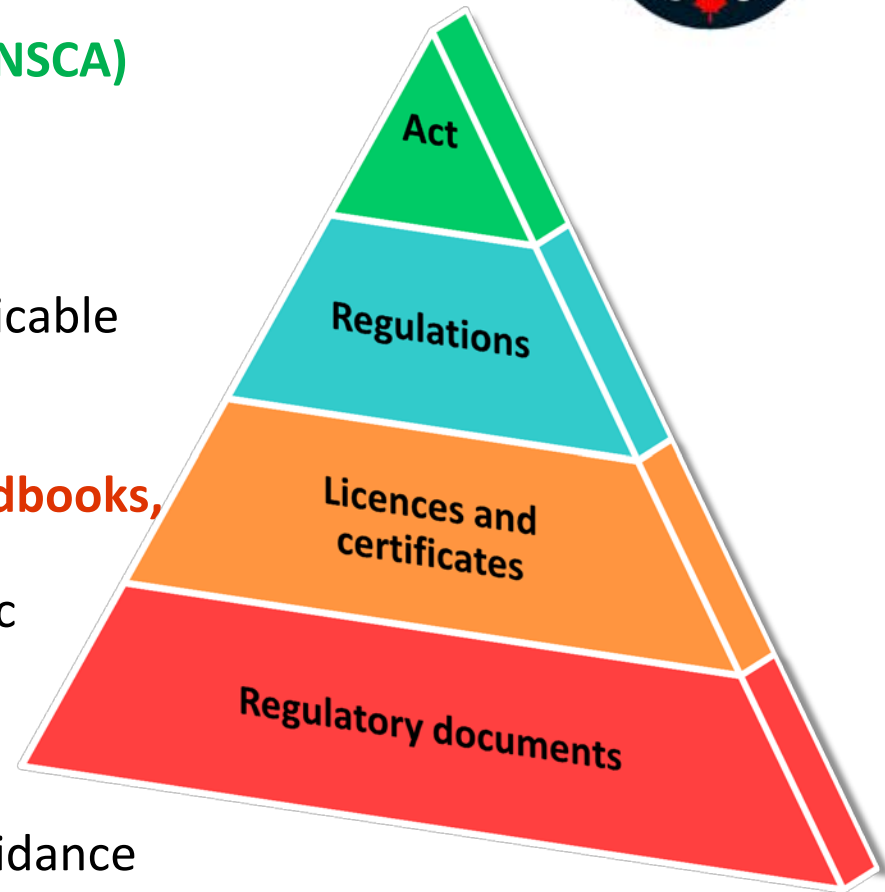 NSCA)
Act
icable
Regulations
dbooks,
Licences and
certificates
c
Regulatory documents
idance